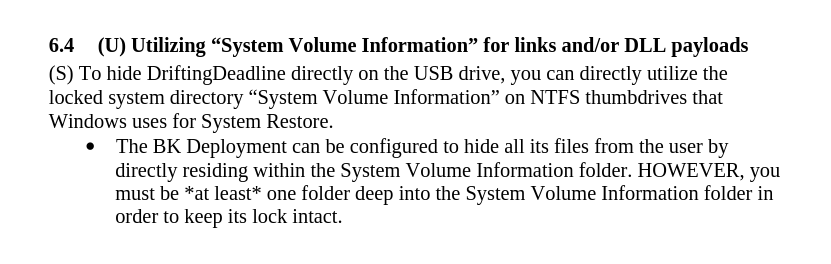 6.4 (U) Utilizing “System Volume Information” for links and/or DLL payloads
(S) To hide DriftingDeadline directly on the USB drive, you can directly utilize the
locked system directory “System Volume Information” on NTFS thumbdrives that
Windows uses for System Restore.
• The BK Deployment can be configured to hide all its files from the user by
directly residing within the System Volume Information folder. HOWEVER, you
must be *at least* one folder deep into the System Volume Information folder in
order to keep its lock intact.